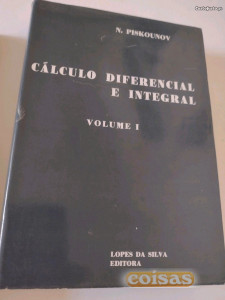 N. PISKOUNOV
CÁLCULO DIFERENCIAL
E INTEGRAL
VOLUME I
LOPES DA SILVA
EDITORA
coisas